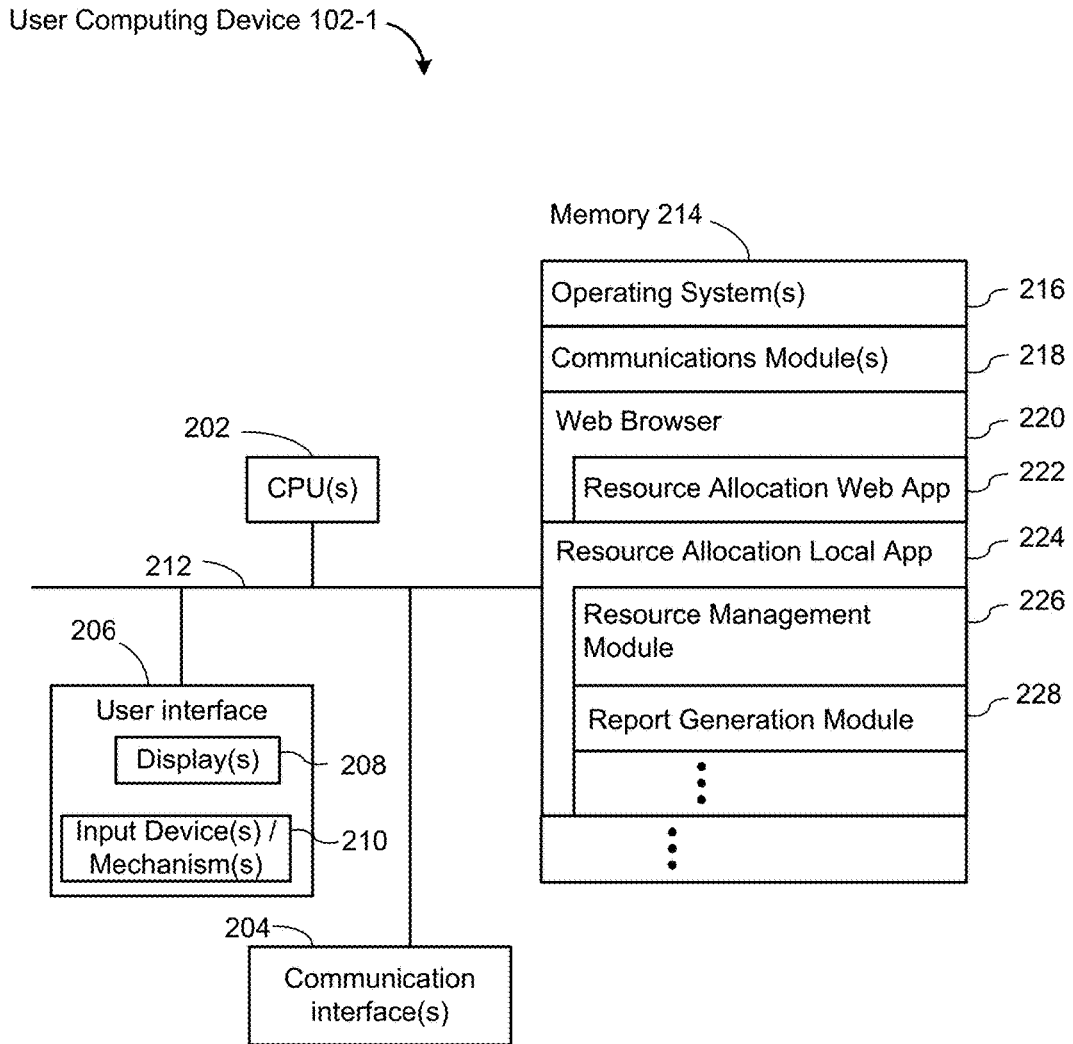 User Computing Device 102-1
Memory 214
Operating System(s)
216
Communications Module(s)
218
Web Browser
220
Resource Allocation Web App
222
Resource Allocation Local App
224
Resource Management
Module
226
Report Generation Module
228
202
CPU(s)
212
206
User interface
Display(s)
208
Input Device(s) /
Mechanism(s)
210
204
Communication
interface(s)